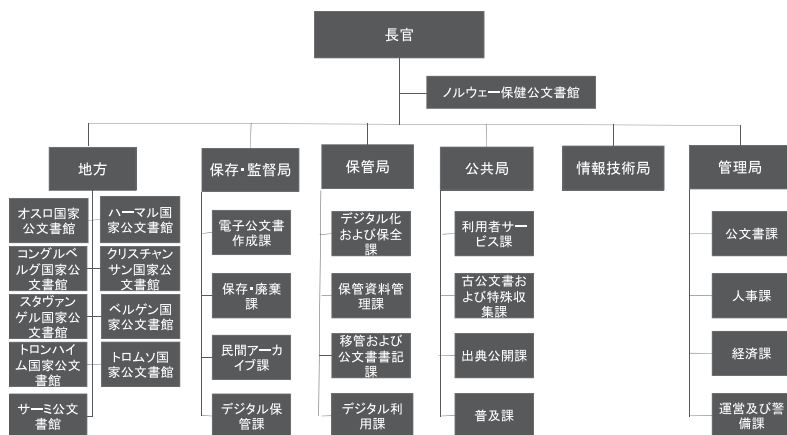 長官
ノルウェー保健公文書館
地方
保存・監督局
保管局
公共局
情報技術局
管理局
オスロ国家
公文書館
ハーマル国
家公文書館
コングルベ
ルグ国家公
文書館
クリスチャン
サン国家公
文書館
スタヴァン
ゲル国家公
文書館
ベルゲン国
家公文書館
トロンハイ
ム国家公文
書館
トロムソ国
家公文書館
サーミ公文
書館
電子公文書
作成課
保存・廃棄
課
民間アーカ
イブ課
デジタル保
管課
デジタル化
および保全
課
保管資料管
理課
移管および
公文書書記
課
デジタル利
用課
利用者サー
ビス課
古公文書お
よび特殊収
集課
出典公開課
普及課
公文書課
人事課
経済課
運営及び警
備課